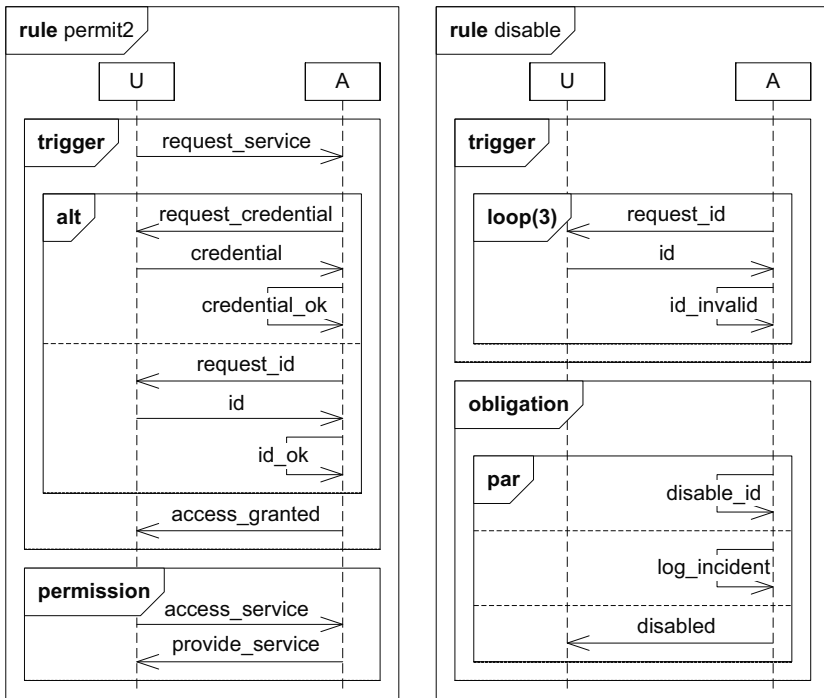 rule permit2
U A
trigger
request_service
alt
request_credential
credential
credential_ok
request_id
id
id_ok
access_granted
permission
access_service
provide_service
rule disable
U A
trigger
loop(3)
request_id
id
id_invalid
obligation
par
disable_id
log_incident
disabled